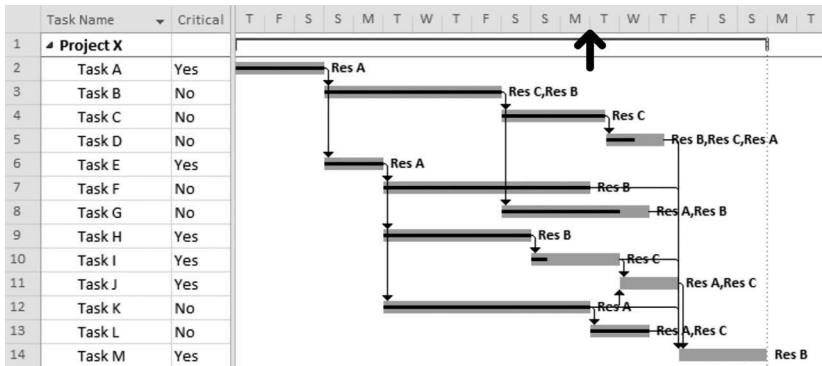 Task Name Critical T F S S M T W T F S S M T W T F S S M T
1 Project X
2 Task A Yes Res A
3 Task B No Res C,Res B
4 Task C No Res C
5 Task D No Res B,Res C,Res A
6 Task E Yes Res A
7 Task F No Res B
8 Task G No Res A,Res B
9 Task H Yes Res B
10 Task I Yes Res C
11 Task J Yes Res A,Res C
12 Task K No Res A
13 Task L No Res A,Res C
14 Task M Yes Res B